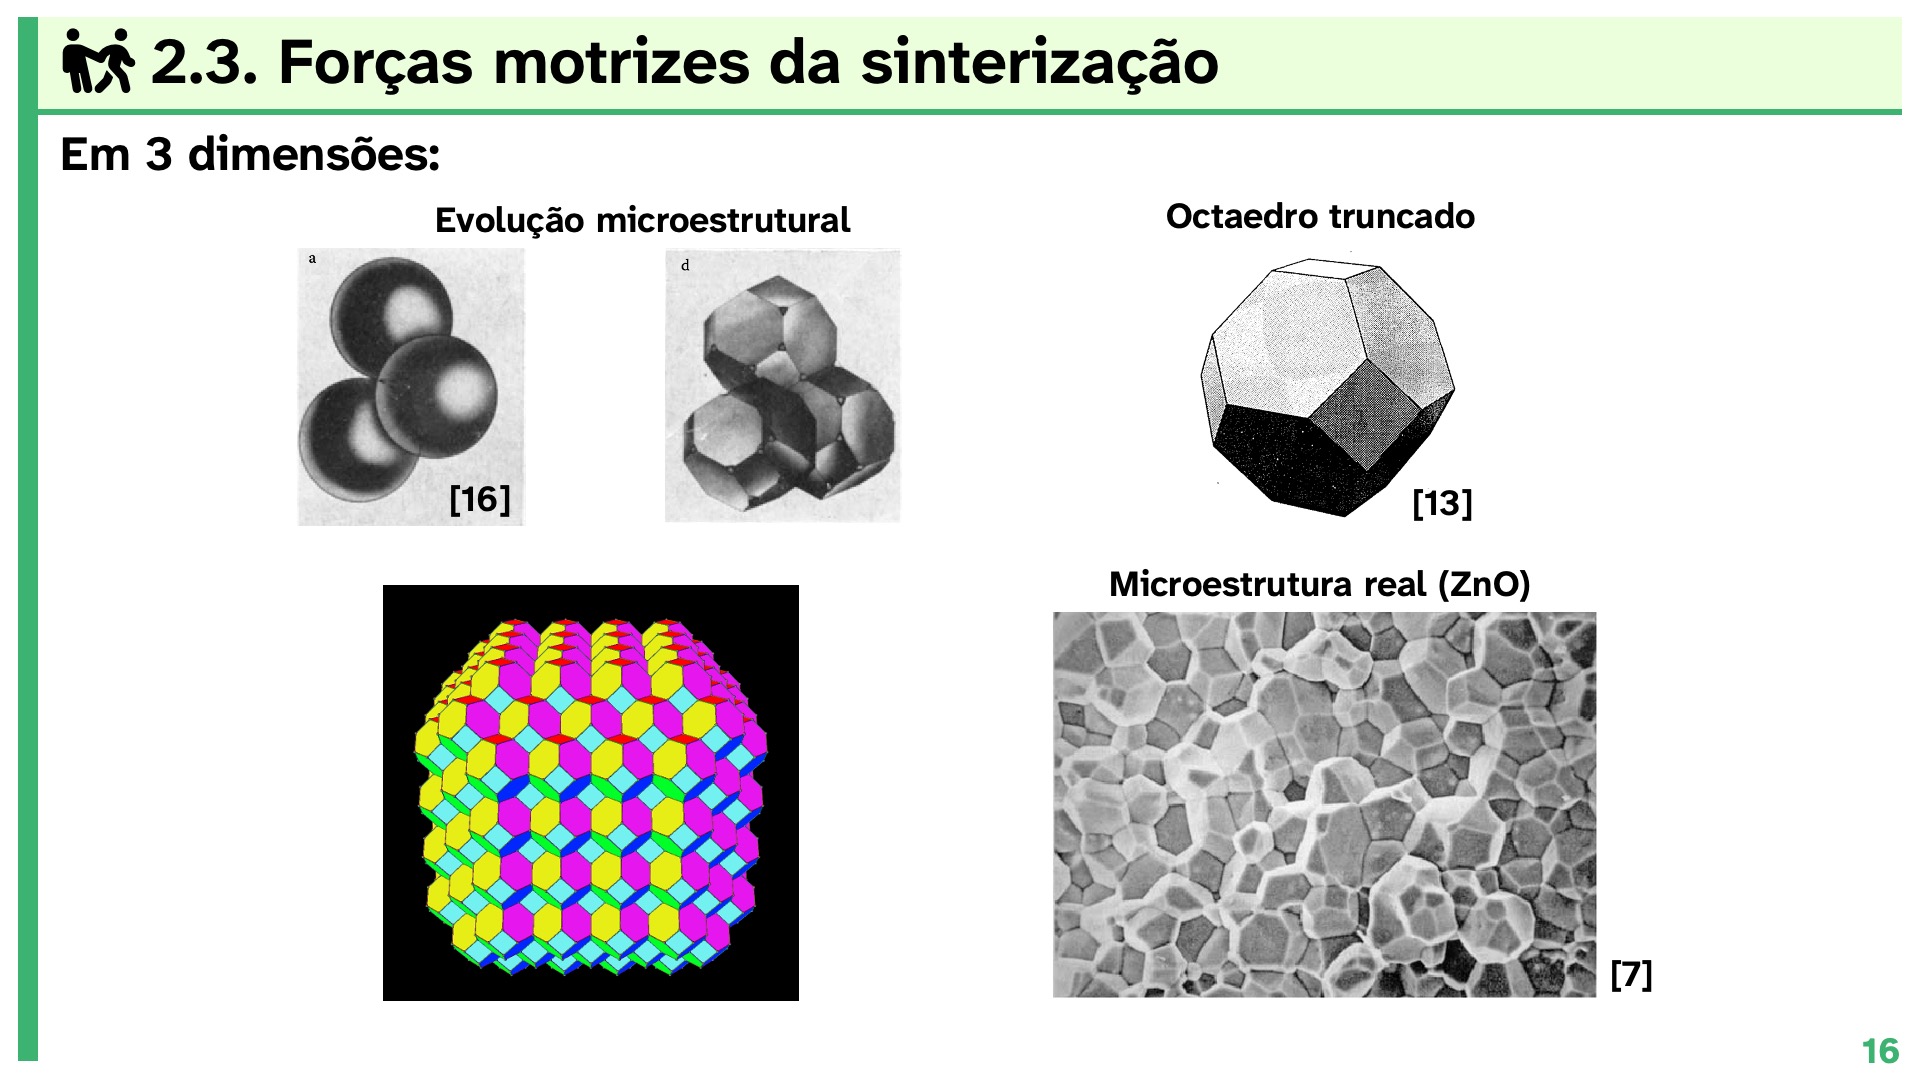 2.3. Forças motrizes da sinterização
Em 3 dimensões:
Evolução microestrutural
a
[16]
d
Octaedro truncado
[13]
Microestrutura real (ZnO)
[7]
16